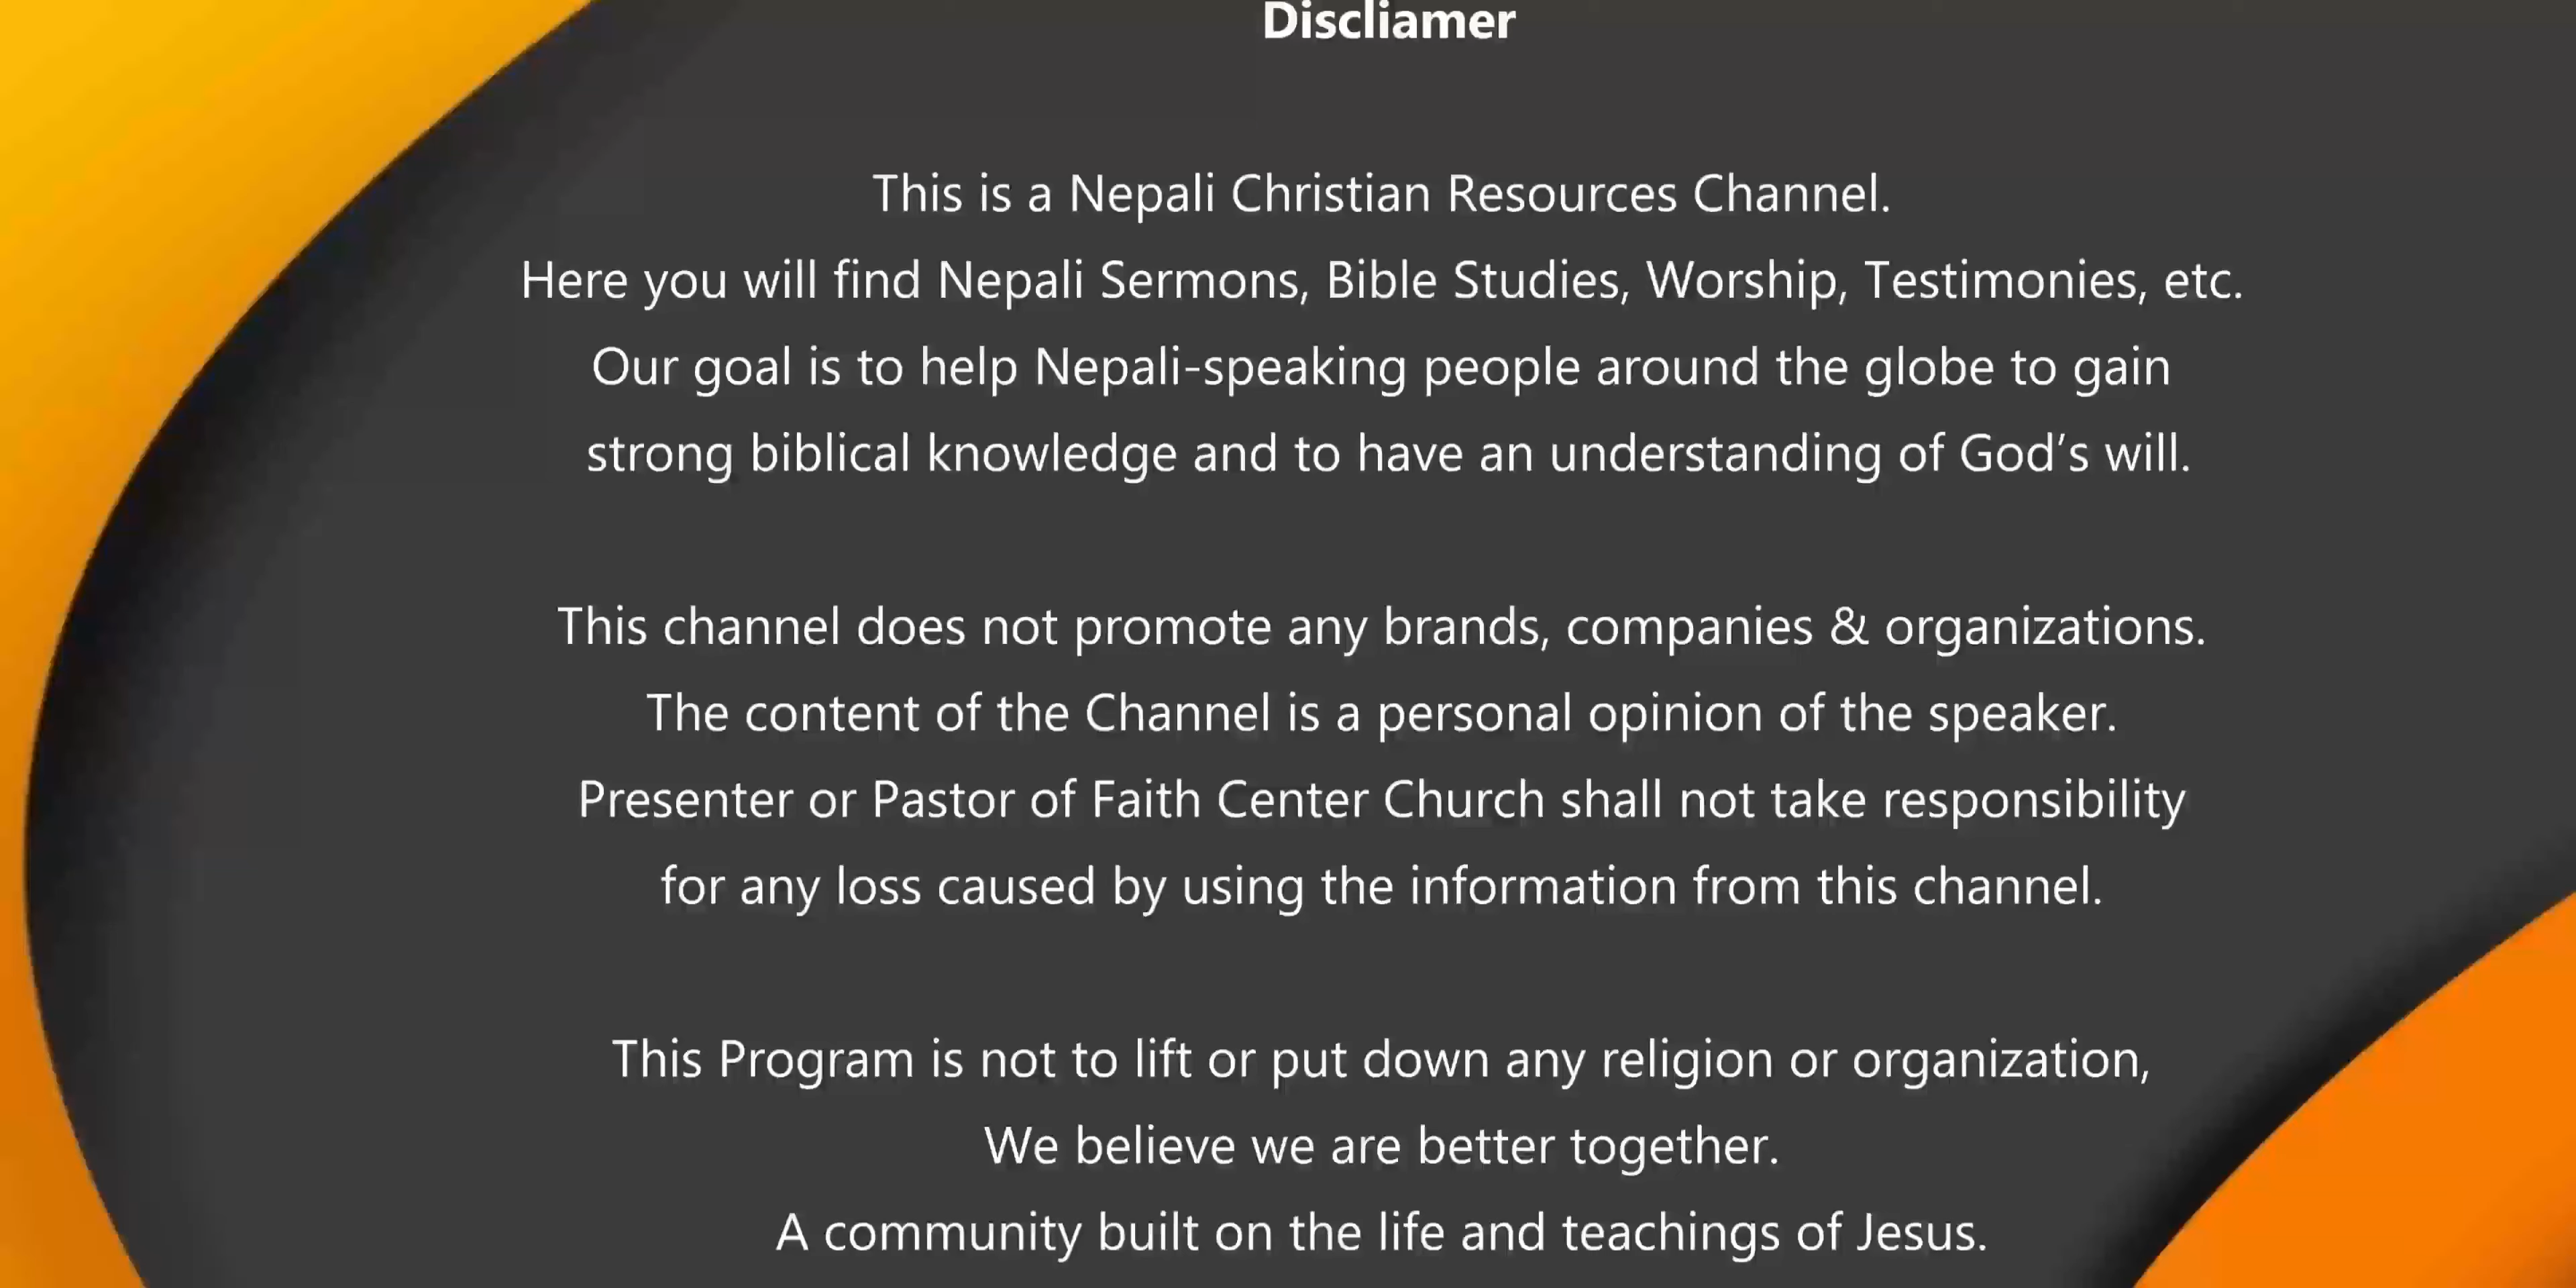 Discliamer
This is a Nepali Christian Resources Channel.
Here you will find Nepali Sermons, Bible Studies, Worship, Testimonies, etc.
Our goal is to help Nepali-speaking people around the globe to gain
strong biblical knowledge and to have an understanding of God’s will.
This channel does not promote any brands, companies & organizations.
The content of the Channel is a personal opinion of the speaker.
Presenter or Pastor of Faith Center Church shall not take responsibility
for any loss caused by using the information from this channel.
This Program is not to lift or put down any religion or organization,
We believe we are better together.
A community built on the life and teachings of Jesus.